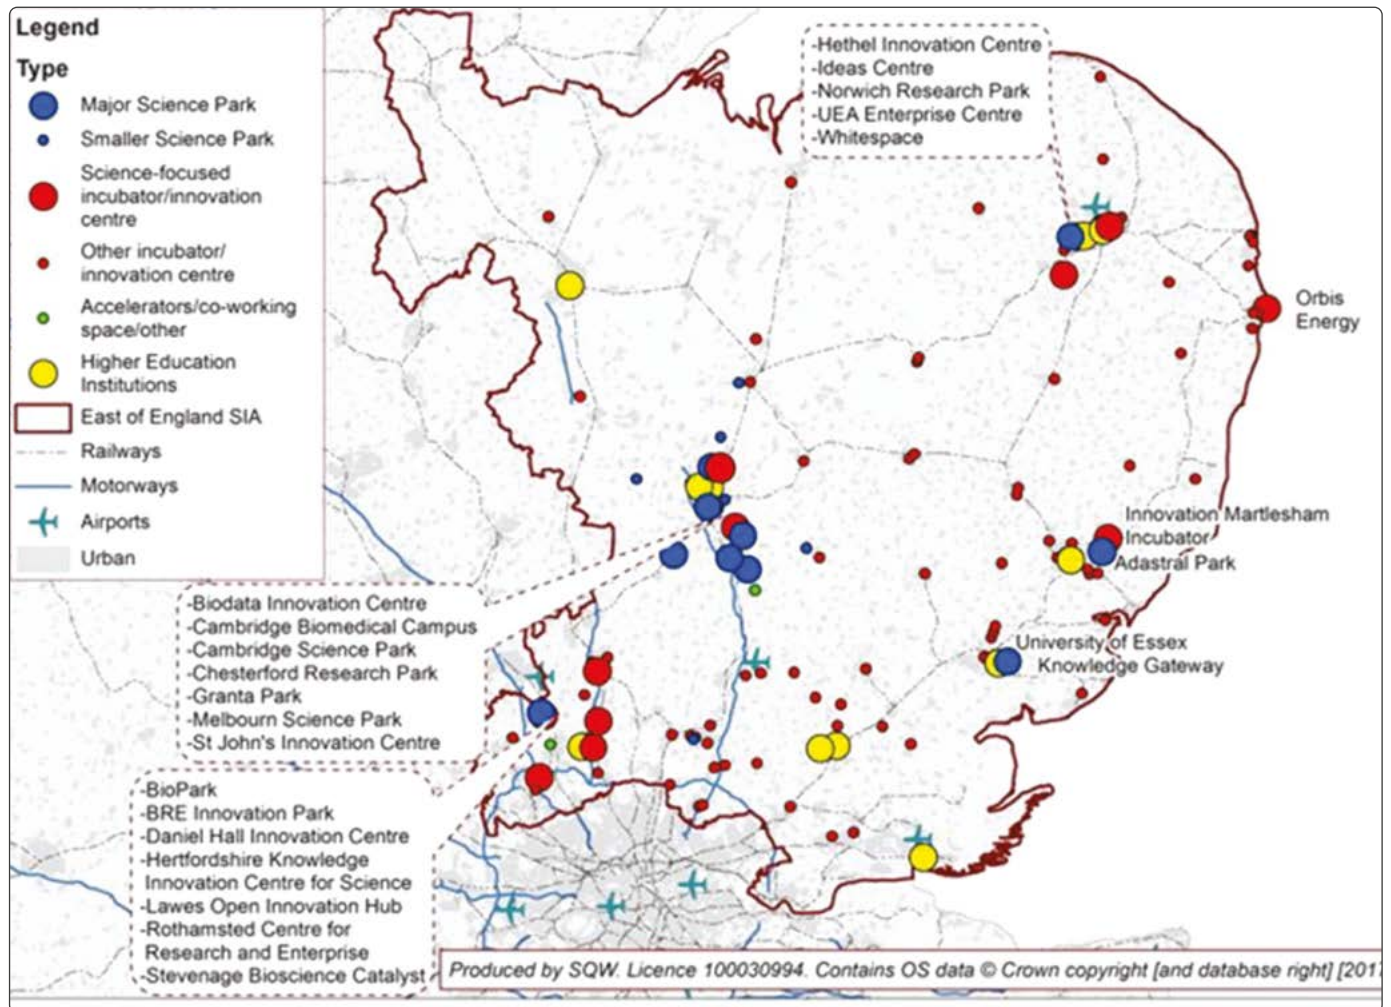 Legend
Type
Major Science Park
Smaller Science Park
Science-focused
incubator/innovation
centre
Other incubator/
innovation centre
Accelerators/co-working
space/other
Higher Education
Institutions
East of England SIA
Railways
Motorways
Airports
Urban
-Hethel Innovation Centre
-Ideas Centre
-Norwich Research Park
-UEA Enterprise Centre
-Whitespace
Orbis
Energy
Innovation Martlesham
Incubator
Adastral Park
University of Essex
Knowledge Gateway
-Biodata Innovation Centre
-Cambridge Biomedical Campus
-Cambridge Science Park
-Chesterford Research Park
-Granta Park
-Melbourn Science Park
-St John's Innovation Centre
-BioPark
-BRE Innovation Park
-Daniel Hall Innovation Centre
-Hertfordshire Knowledge
Innovation Centre for Science
-Lawes Open Innovation Hub
-Rothamsted Centre for
Research and Enterprise
-Stevenage Bioscience Catalyst
Produced by SQW. Licence 100030994. Contains OS data © Crown copyright [and database right] [2017